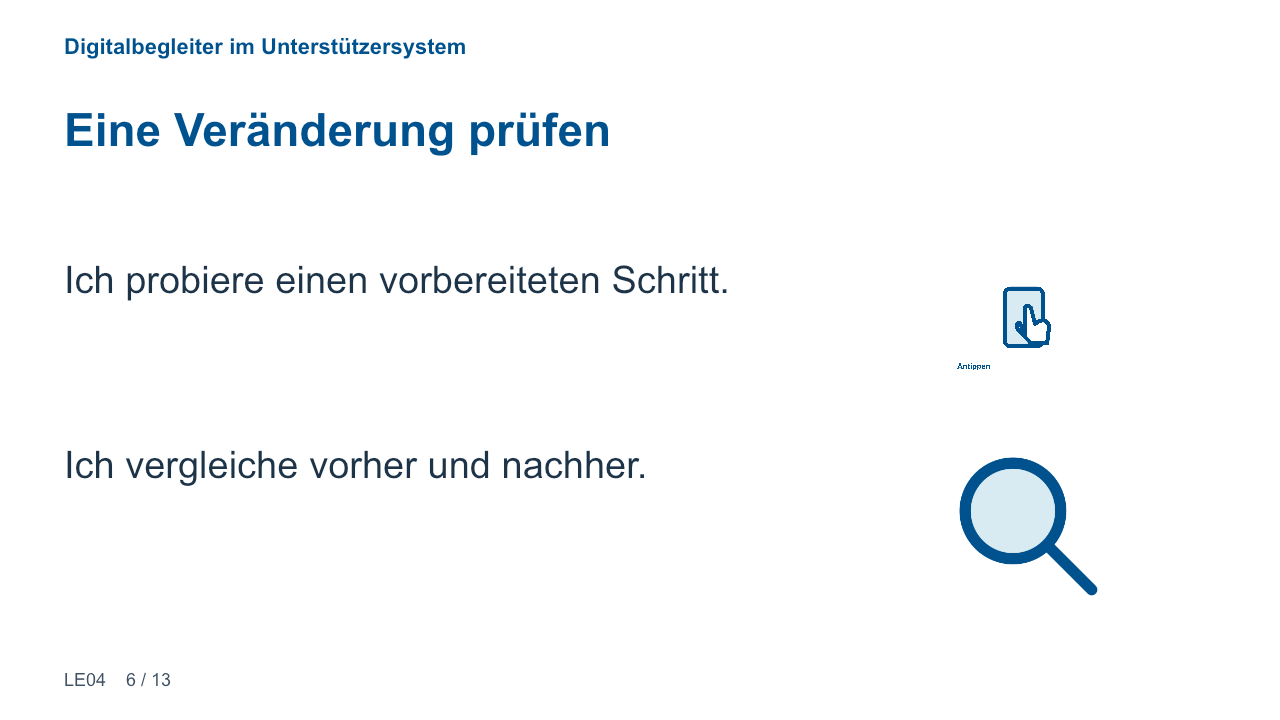 Digitalbegleiter im Unterstützersystem
Eine Veränderung prüfen
Ich probiere einen vorbereiteten Schritt.
Antippen
Ich vergleiche vorher und nachher.
LE04 6 / 13